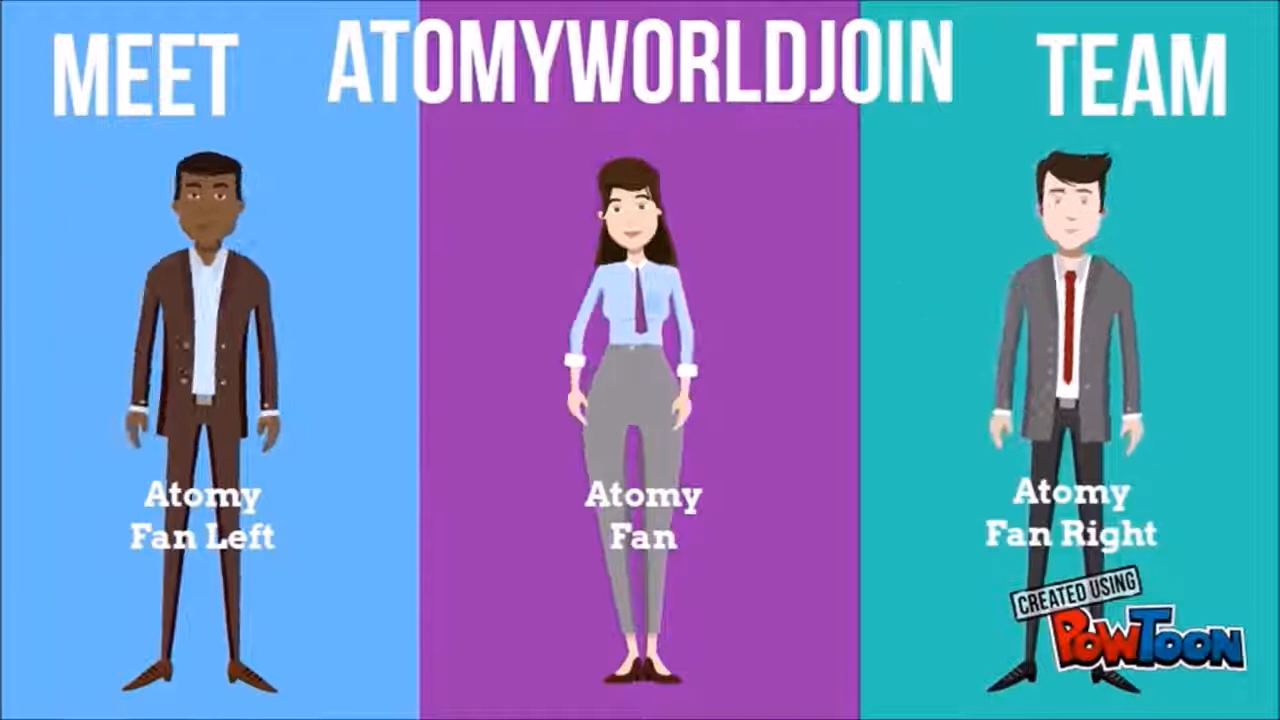 MEET ATOMYWORLDJOIN TEAM
Atomy
Fan Left
Atomy
Fan
Atomy
Fan Right
CREATED USING
POWTOON